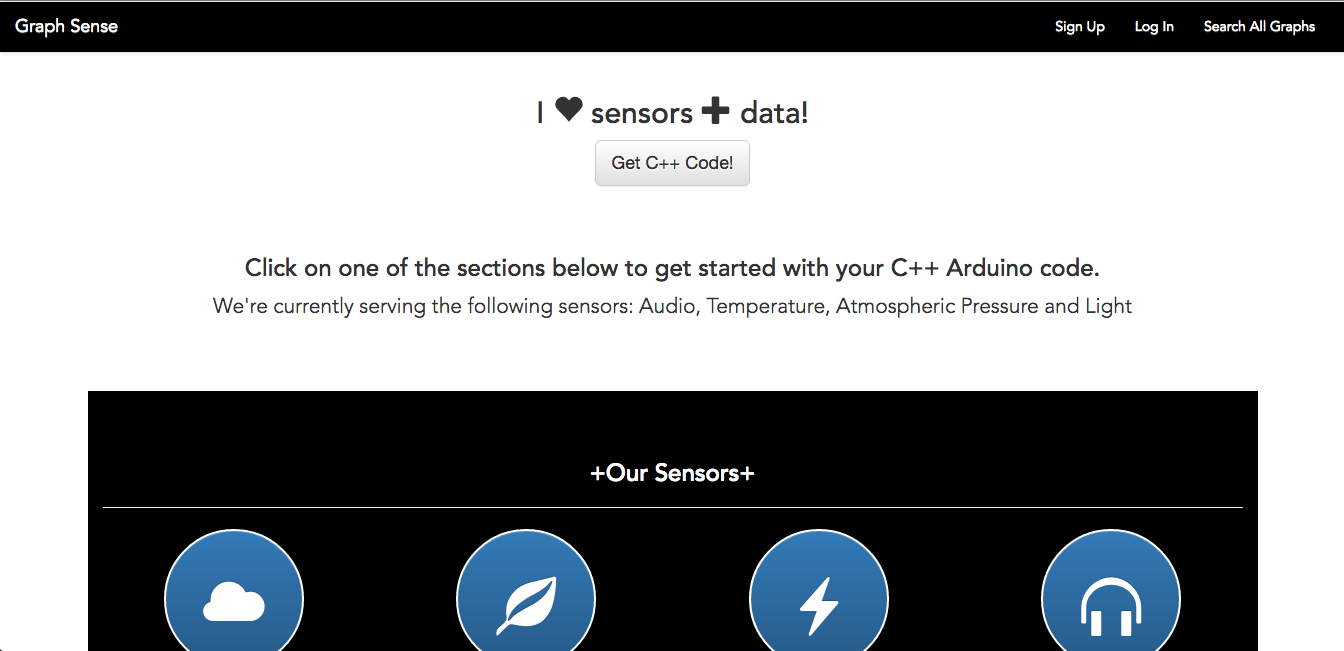 Graph Sense
Sign Up Log In Search All Graphs
I ♥ sensors ✚ data!
Get C++ Code!
Click on one of the sections below to get started with your C++ Arduino code.
We're currently serving the following sensors: Audio, Temperature, Atmospheric Pressure and Light
+Our Sensors+